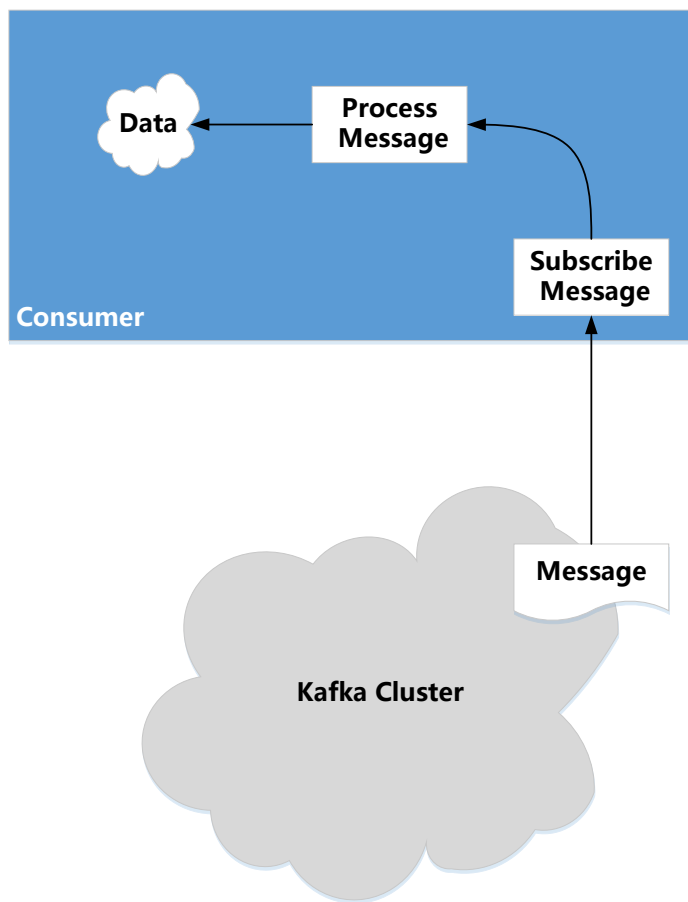 Data
Process
Message
Subscribe
Message
Consumer
Message
Kafka Cluster